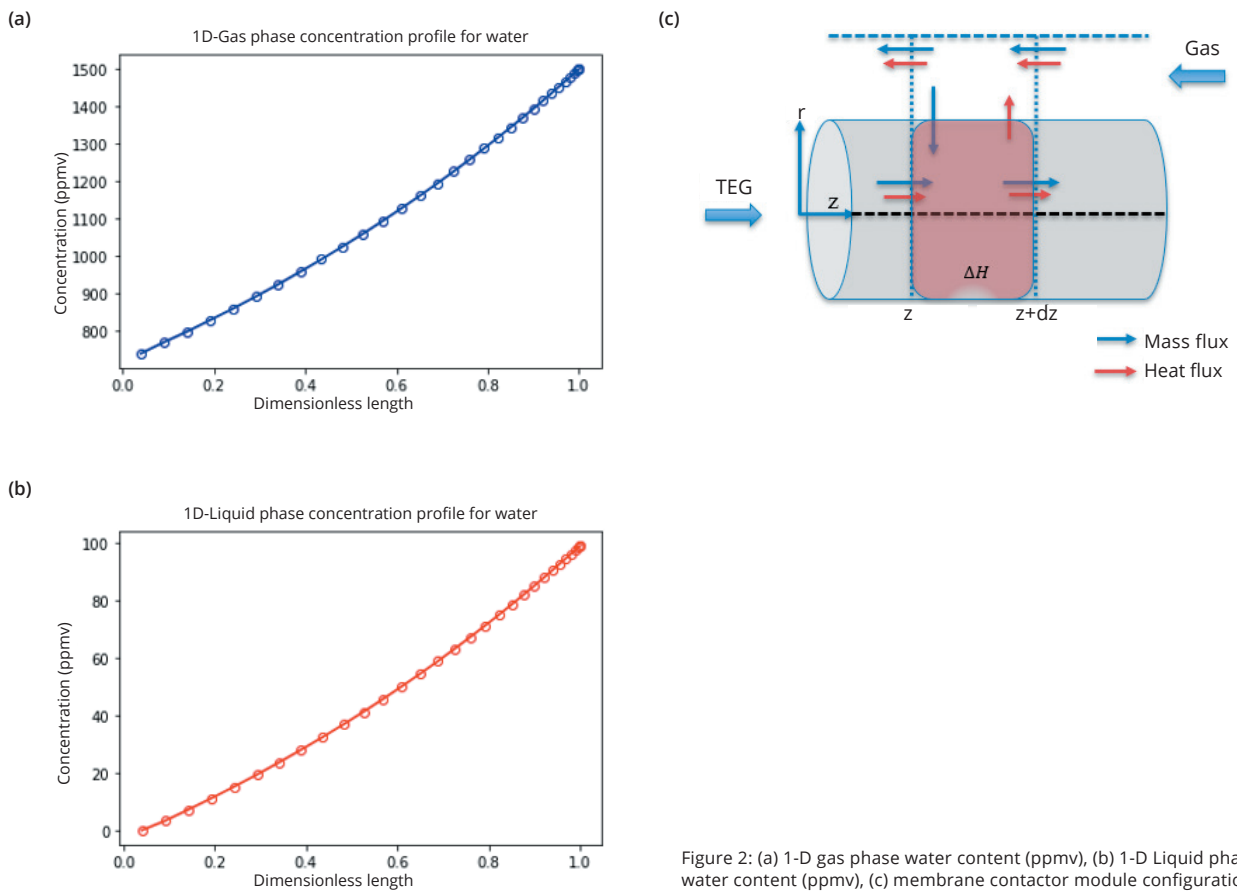 (a)
1D-Gas phase concentration profile for water
Concentration (ppmv)
1500
1400
1300
1200
1100
1000
900
800
0.0 0.2 0.4 0.6 0.8 1.0
Dimensionless length
(b)
1D-Liquid phase concentration profile for water
Concentration (ppmv)
100
80
60
40
20
0
0.0 0.2 0.4 0.6 0.8 1.0
Dimensionless length
(c)
Gas
r
TEG
z
ΔH
z z+dz
Mass flux
Heat flux
Figure 2: (a) 1-D gas phase water content (ppmv), (b) 1-D Liquid pha
water content (ppmv), (c) membrane contactor module configuratio